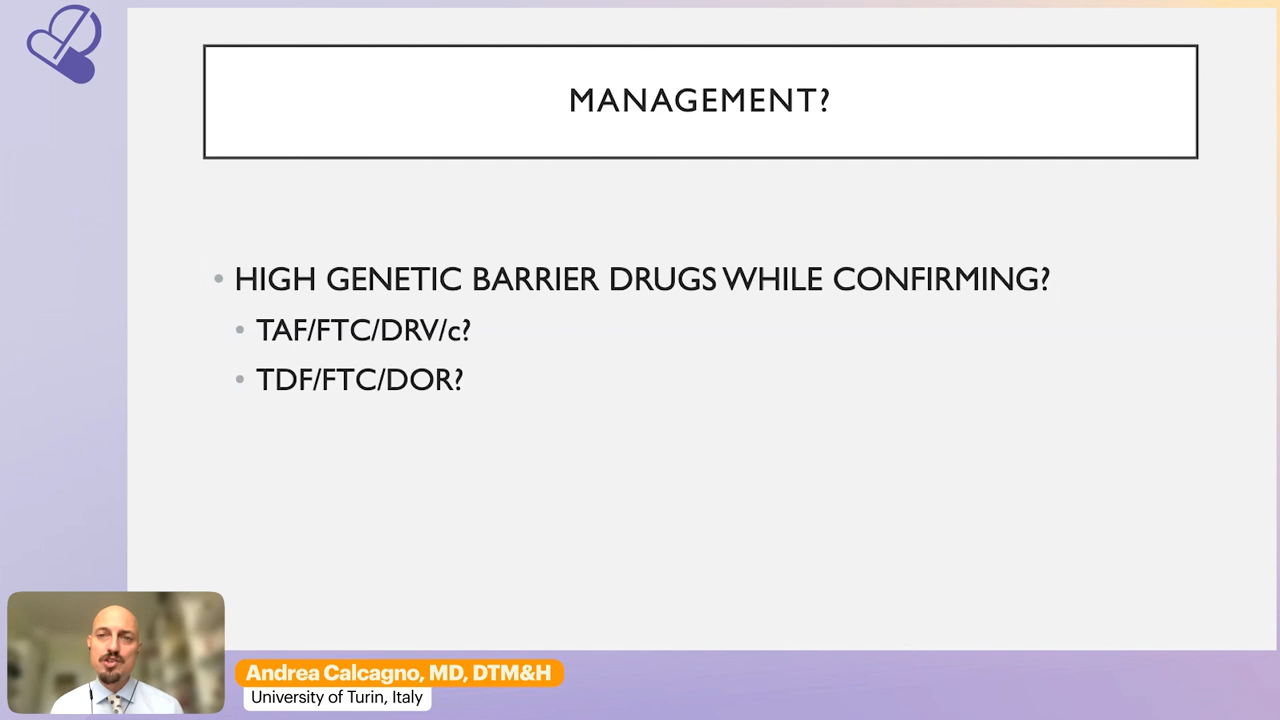 MANAGEMENT?
• HIGH GENETIC BARRIER DRUGS WHILE CONFIRMING?
• TAF/FTC/DRV/c?
• TDF/FTC/DOR?
Andrea Calcagno, MD, DTM&H
University of Turin, Italy